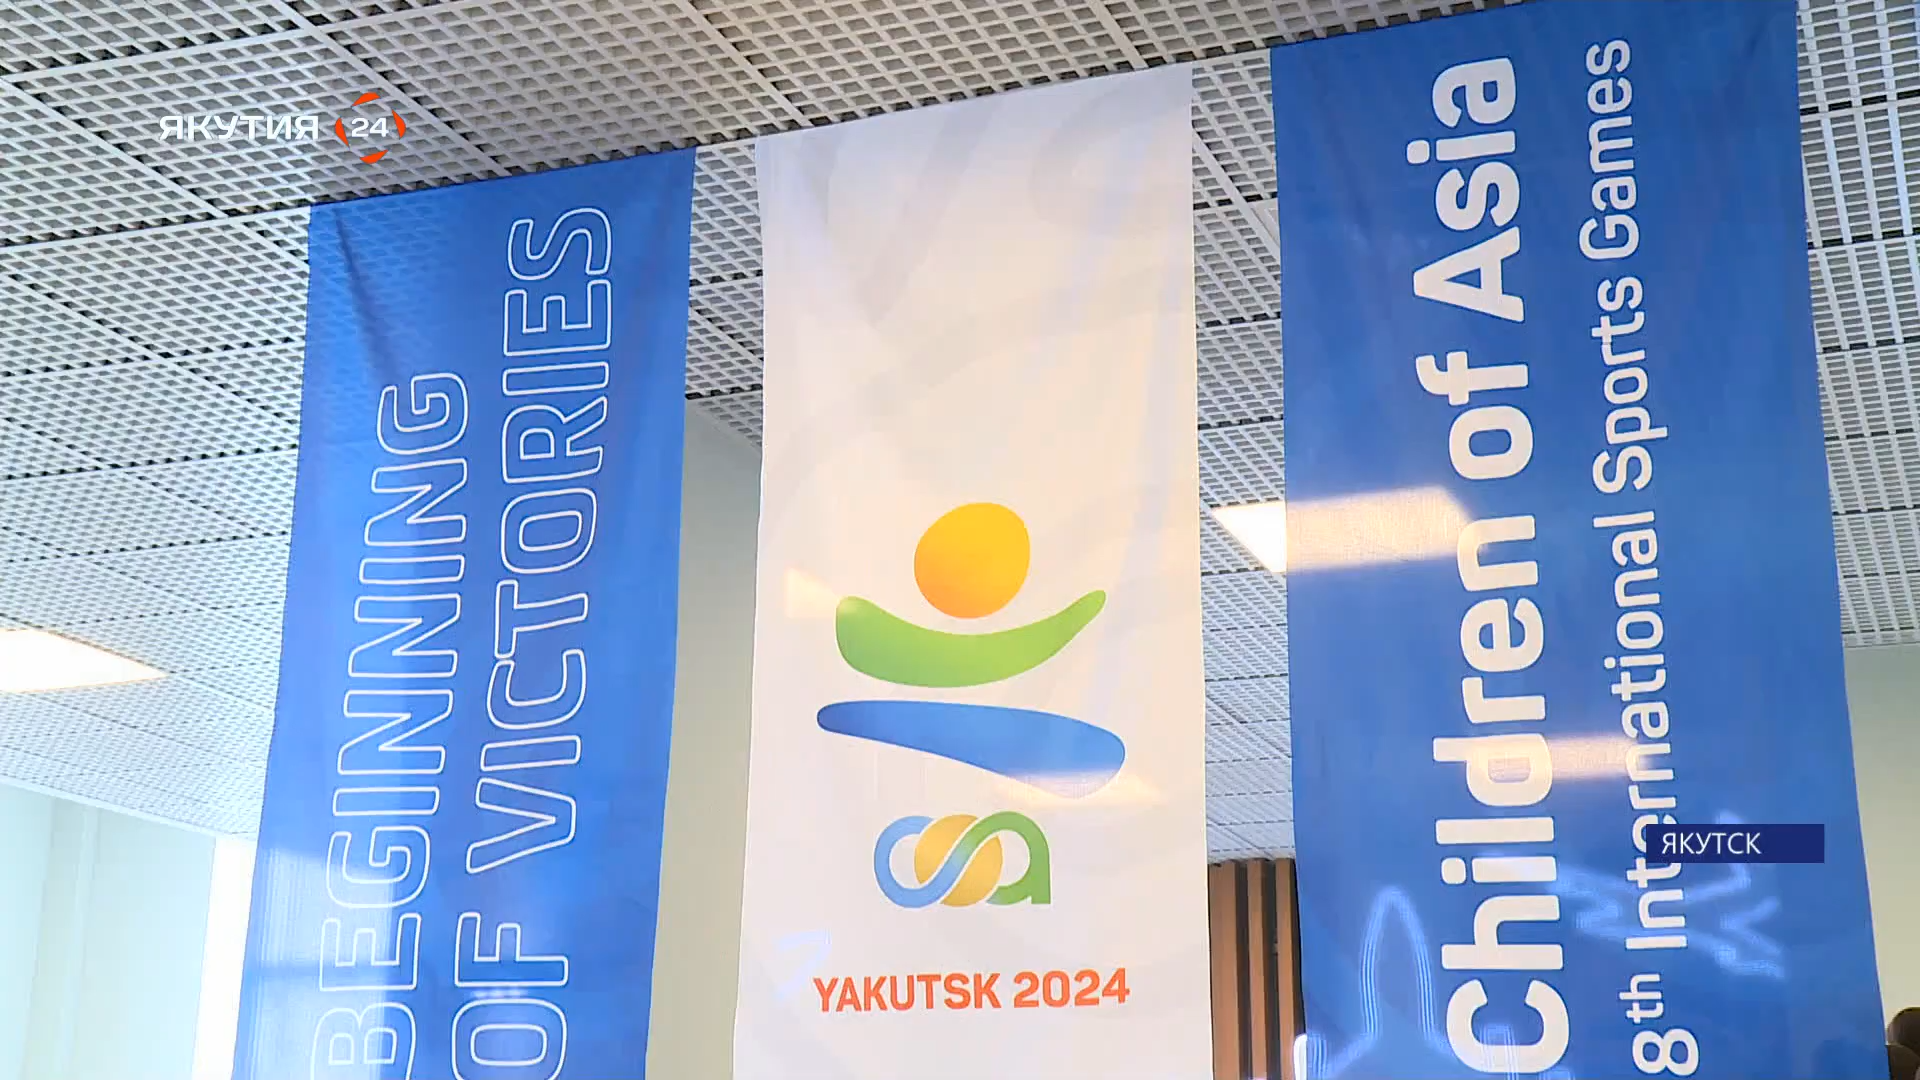 ЯКУТИЯ 24
BEGINNING
OF VICTORIES
YAKUTSK 2024
Children of Asia
8th International Sports Games
ЯКУТСК